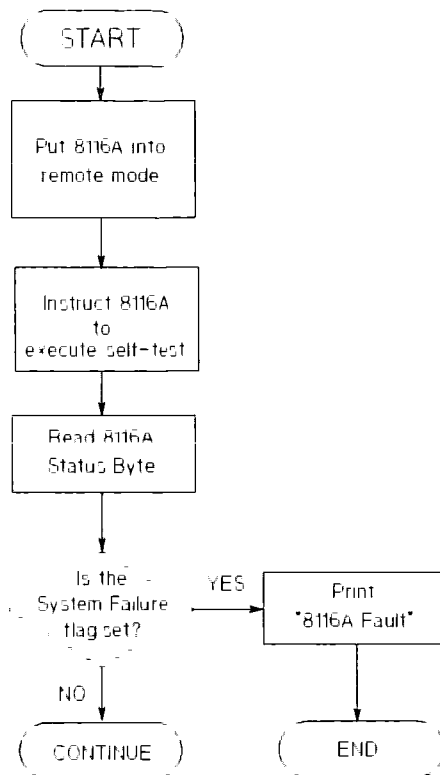 START
Put 8116A into
remote mode
Instruct 8116A
to
execute self-test
Read 8116A
Status Byte
Is the
System Failure
flag set?
YES
Print
"8116A Fault"
NO
CONTINUE
END